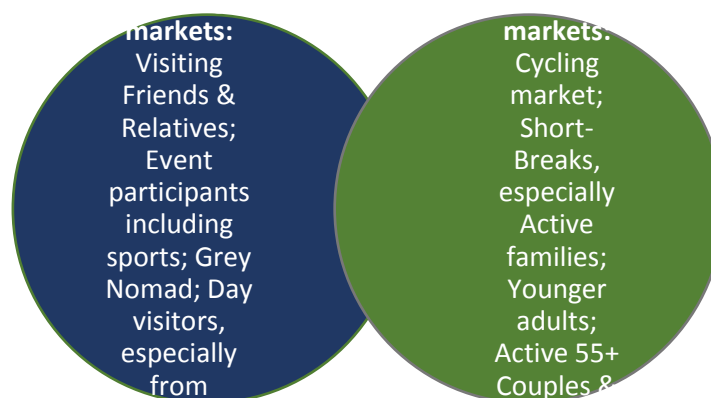 markets:
Visiting
Friends &
Relatives;
Event
participants
including
sports; Grey
Nomad; Day
visitors,
especially
from
markets:
Cycling
market;
Short-
Breaks,
especially
Active
families;
Younger
adults;
Active 55+
Couples &